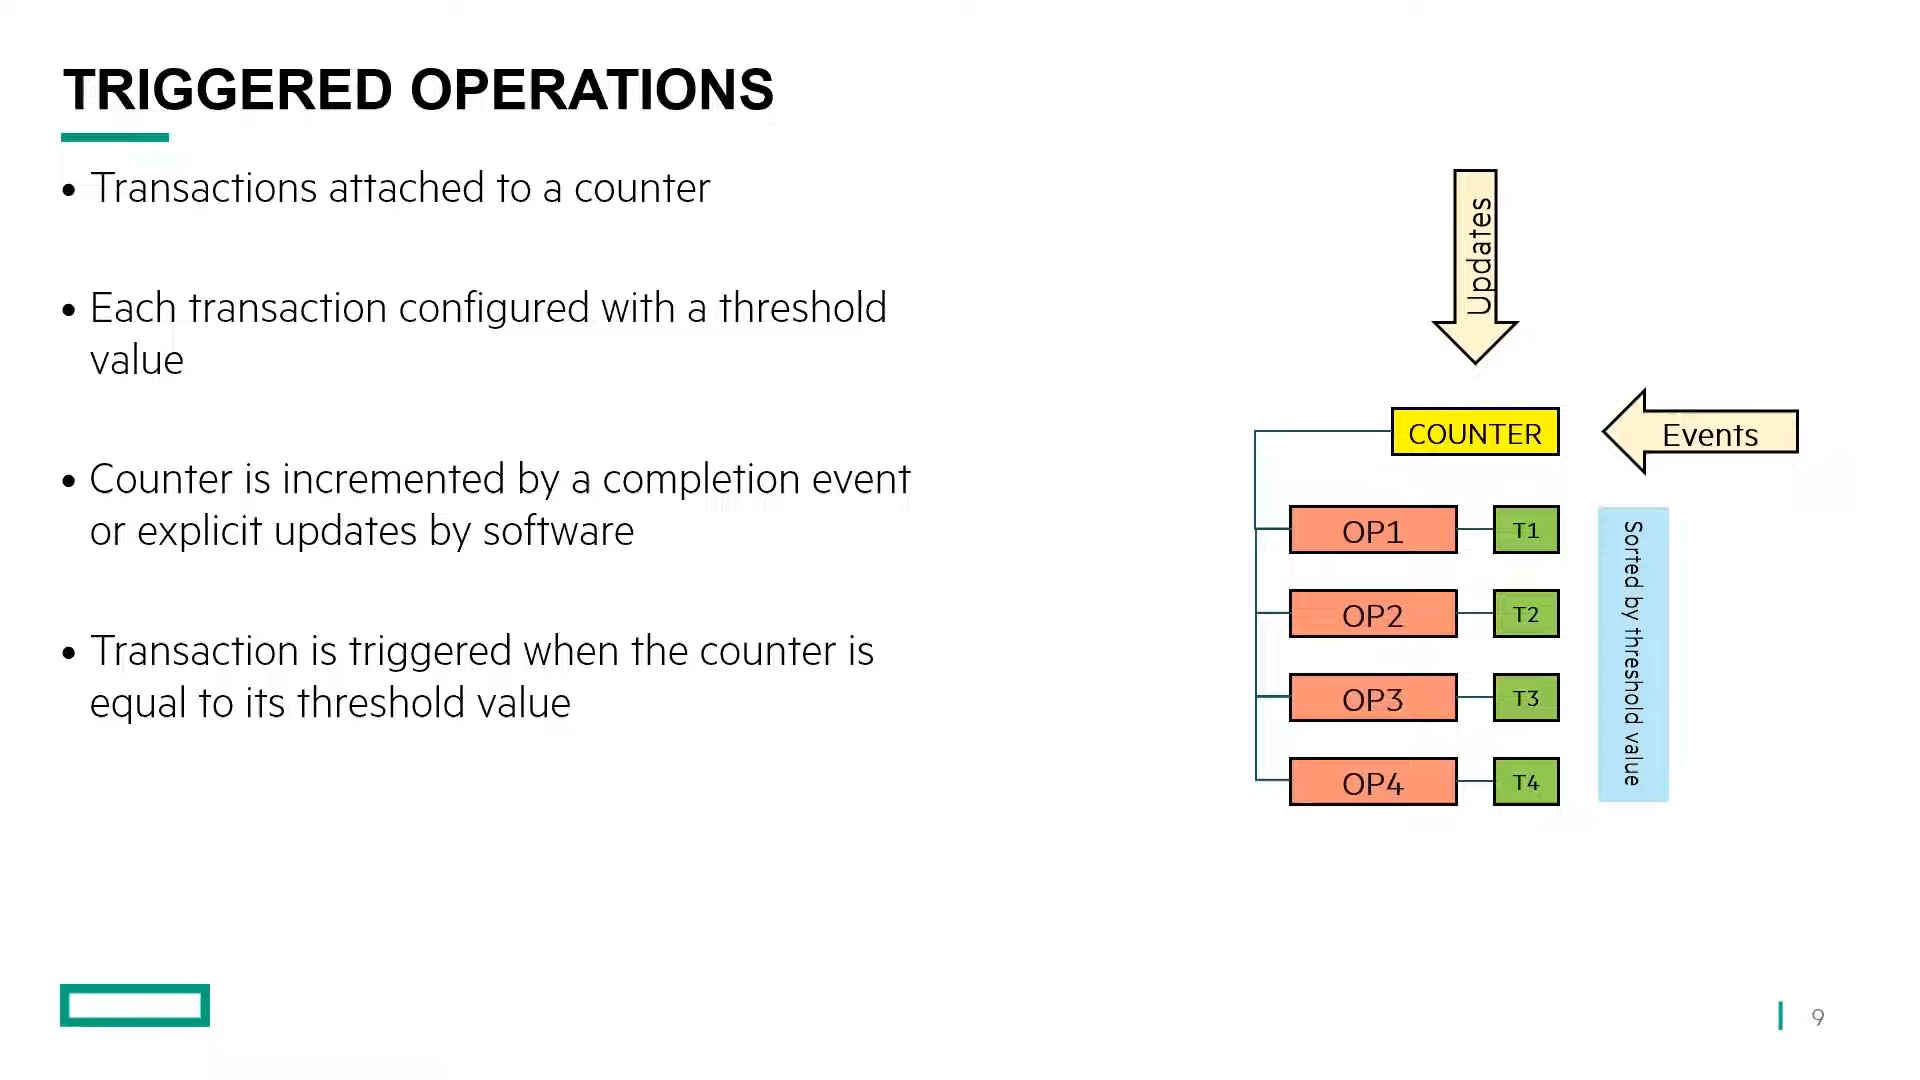 TRIGGERED OPERATIONS
• Transactions attached to a counter
• Each transaction configured with a threshold
value
• Counter is incremented by a completion event
or explicit updates by software
• Transaction is triggered when the counter is
equal to its threshold value
Updates
COUNTER
Events
OP1
T1
OP2
T2
OP3
T3
OP4
T4
Sorted by threshold value
9